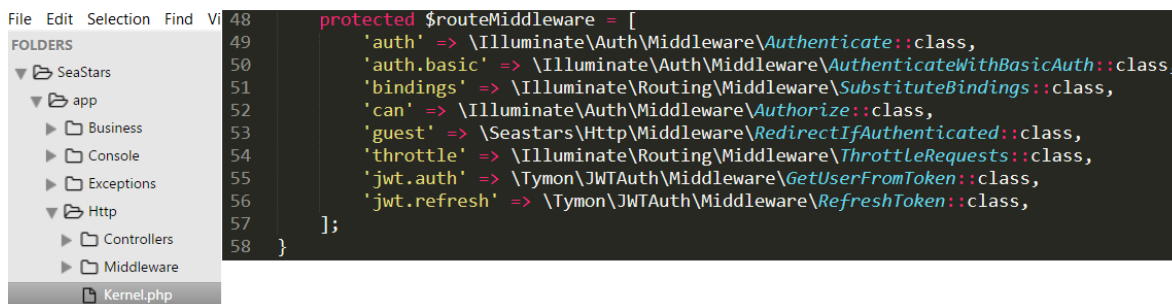 File Edit Selection Find Vi
FOLDERS
SeaStars
app
Business
Console
Exceptions
Http
Controllers
Middleware
Kernel.php
48 protected $routeMiddleware = [
49 'auth' => \Illuminate\Auth\Middleware\Authenticate::class,
50 'auth.basic' => \Illuminate\Auth\Middleware\AuthenticateWithBasicAuth::class,
51 'bindings' => \Illuminate\Routing\Middleware\SubstituteBindings::class,
52 'can' => \Illuminate\Auth\Middleware\Authorize::class,
53 'guest' => \Seastars\Http\Middleware\RedirectIfAuthenticated::class,
54 'throttle' => \Illuminate\Routing\Middleware\ThrottleRequests::class,
55 'jwt.auth' => \Tymon\JWTAuth\Middleware\GetUserFromToken::class,
56 'jwt.refresh' => \Tymon\JWTAuth\Middleware\RefreshToken::class,
57 ];
58 }